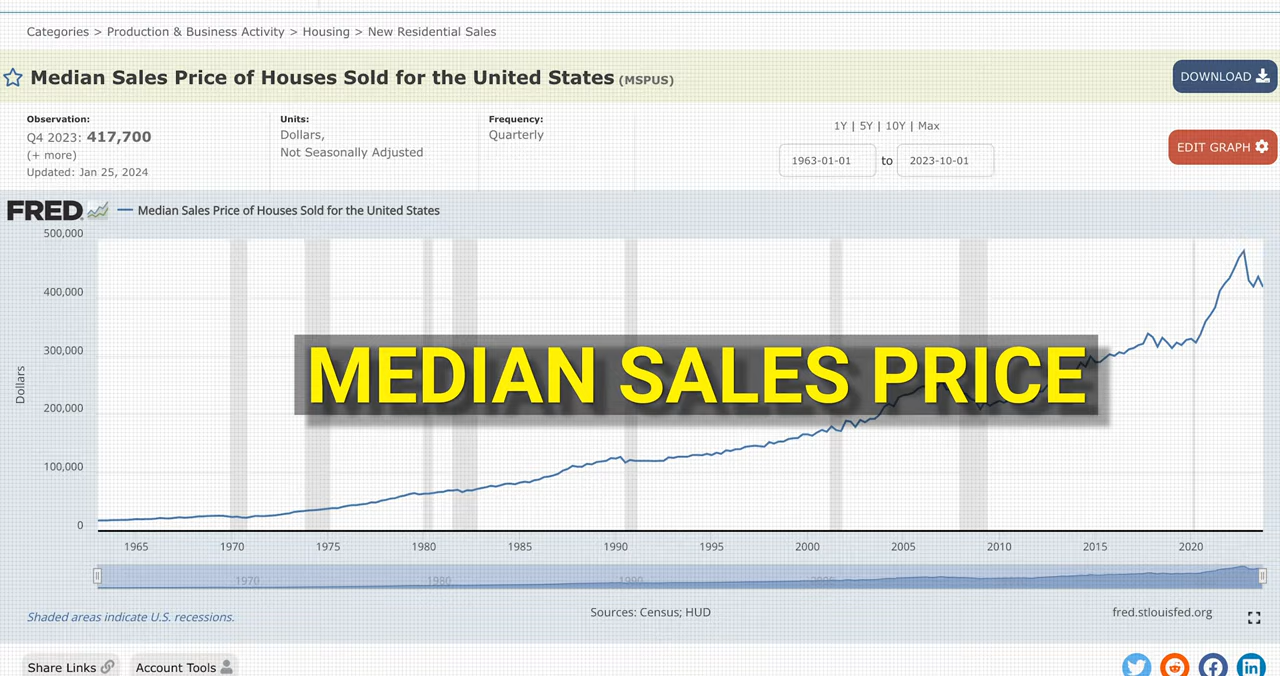 Categories > Production & Business Activity > Housing > New Residential Sales
Median Sales Price of Houses Sold for the United States (MSPUS)
DOWNLOAD
Observation:
Q4 2023: 417,700
(+ more)
Updated: Jan 25, 2024
Units:
Dollars,
Not Seasonally Adjusted
Frequency:
Quarterly
1Y | 5Y | 10Y | Max
1963-01-01 to 2023-10-01
EDIT GRAPH
FRED
Median Sales Price of Houses Sold for the United States
500,000
400,000
300,000
200,000
100,000
0
Dollars
MEDIAN SALES PRICE
1965 1970 1975 1980 1985 1990 1995 2000 2005 2010 2015 2020
1970 1980 1990 2000
Shaded areas indicate U.S. recessions.
Sources: Census; HUD
fred.stlouisfed.org
Share Links
Account Tools
in